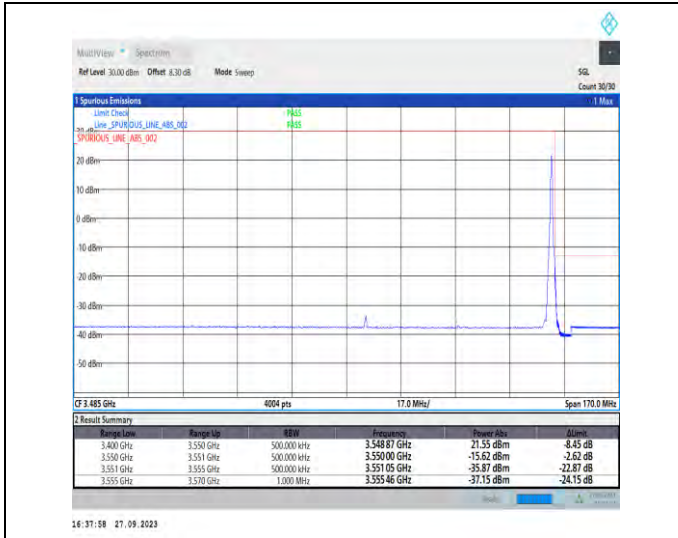 MultiView Spectrum
Ref Level 30.00 dBm Offset 8.30 dB Mode Sweep SGL
Count 30/30
1 Spurious Emissions 1 Max
Limit Check PASS
Line _SPURIOUS_LINE_ABS_002 PASS
_SPURIOUS_LINE_ABS_002
20 dBm
10 dBm
0 dBm
-10 dBm
-20 dBm
-30 dBm
-40 dBm
-50 dBm
CF 3.485 GHz 4004 pts 17.0 MHz/ Span 170.0 MHz
2 Result Summary
Range Low Range Up RBW Frequency Power Abs ΔLimit
3.400 GHz 3.550 GHz 500.000 kHz 3.548 87 GHz 21.55 dBm -8.45 dB
3.550 GHz 3.551 GHz 500.000 kHz 3.550 00 GHz -15.62 dBm -2.62 dB
3.551 GHz 3.555 GHz 500.000 kHz 3.551 05 GHz -35.87 dBm -22.87 dB
3.555 GHz 3.570 GHz 1.000 MHz 3.555 46 GHz -37.15 dBm -24.15 dB
16:37:58 27.09.2023